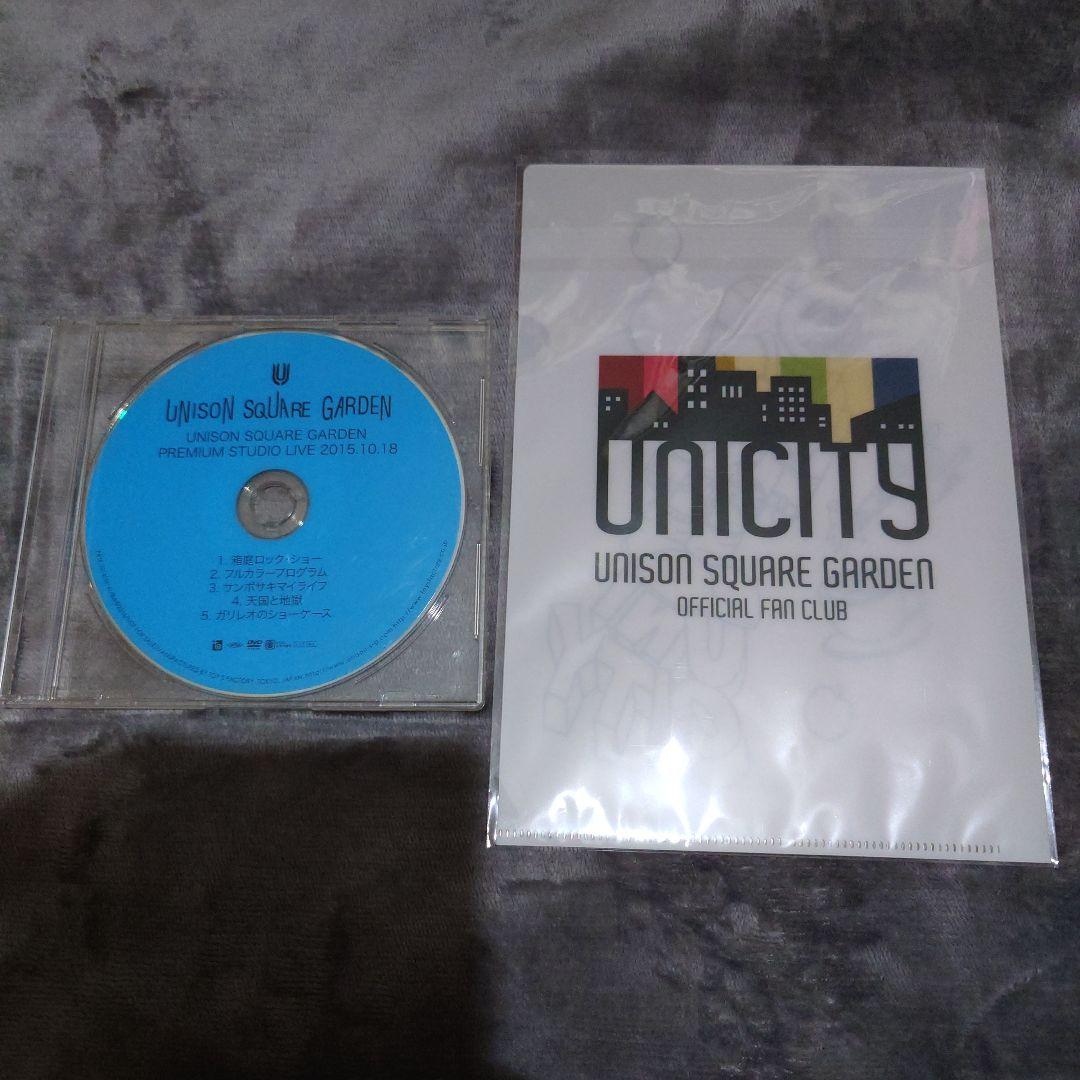 UNISON SQUARE GARDEN
UNISON SQUARE GARDEN
PREMIUM STUDIO LIVE 2015.10.18
1. 箱庭ロック・ショー
2. フルカラープログラム
3. サンポサキマイライフ
4. 天国と地獄
5. ガリレオのショーケース
DVD
UNICITY
UNISON SQUARE GARDEN
OFFICIAL FAN CLUB